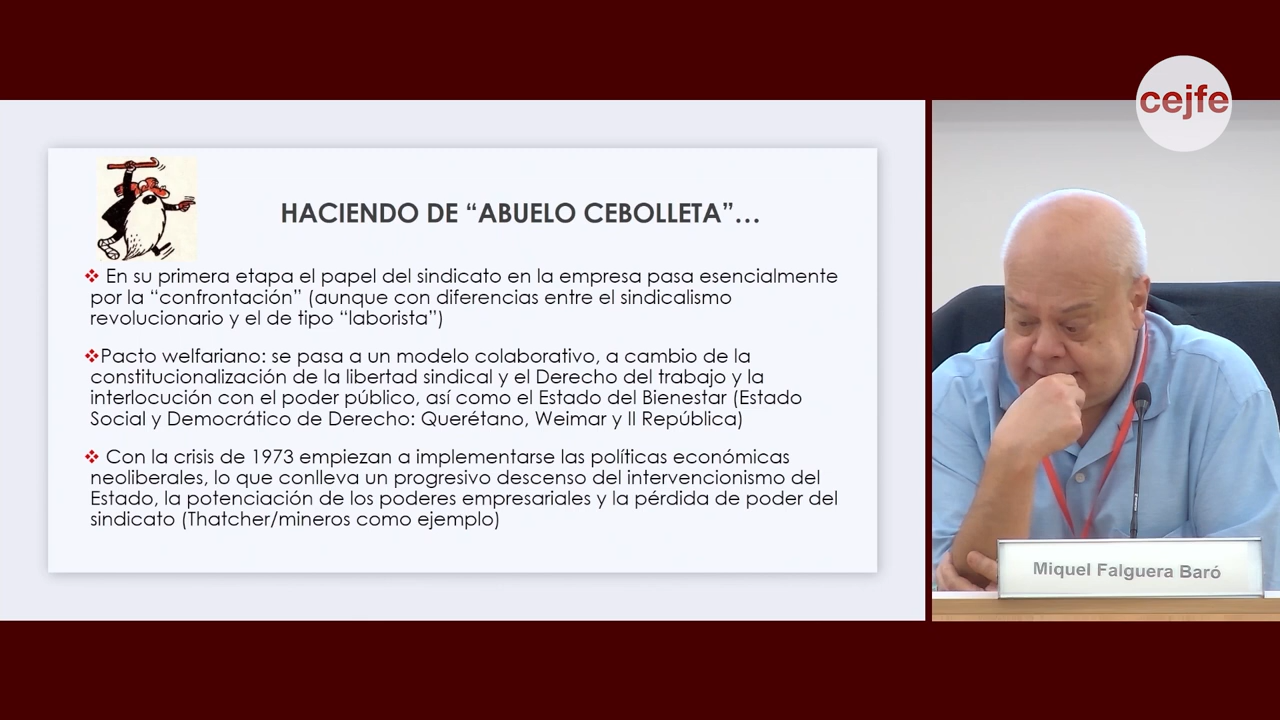 cejfe
HACIENDO DE “ABUELO CEBOLLETA”…
❖ En su primera etapa el papel del sindicato en la empresa pasa esencialmente
por la “confrontación” (aunque con diferencias entre el sindicalismo
revolucionario y el de tipo “laborista”)
❖Pacto welfariano: se pasa a un modelo colaborativo, a cambio de la
constitucionalización de la libertad sindical y el Derecho del trabajo y la
interlocución con el poder público, así como el Estado del Bienestar (Estado
Social y Democrático de Derecho: Querétano, Weimar y II República)
❖ Con la crisis de 1973 empiezan a implementarse las políticas económicas
neoliberales, lo que conlleva un progresivo descenso del intervencionismo del
Estado, la potenciación de los poderes empresariales y la pérdida de poder del
sindicato (Thatcher/mineros como ejemplo)
Miquel Falguera Baró